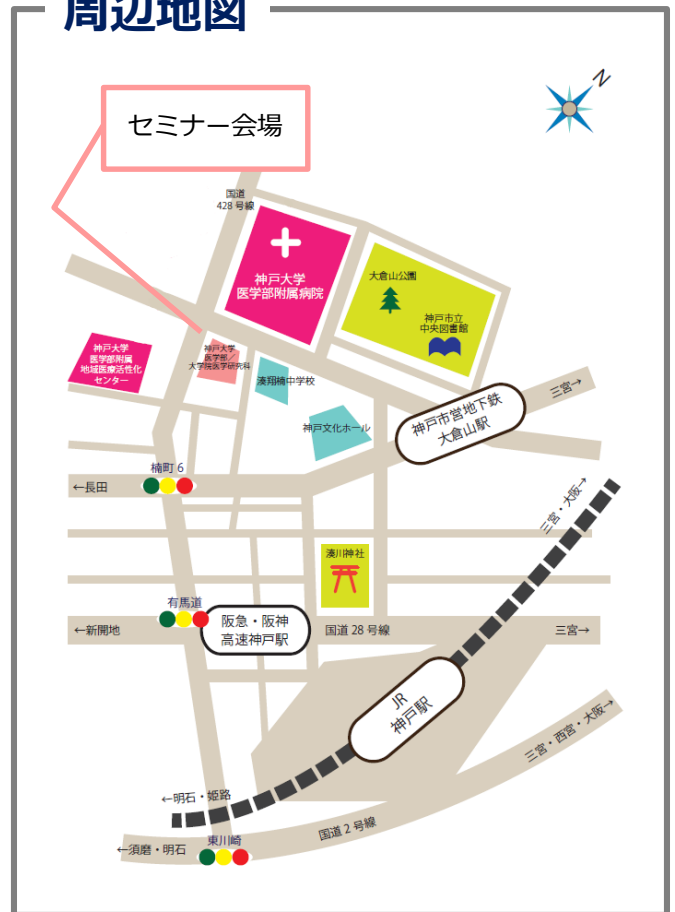 周辺地図
N
セミナー会場
国道
428 号線
神戸大学
医学部附属病院
大倉山公園
神戸市立
中央図書館
神戸大学
医学部附属
地域医療活性化
センター
神戸大学
医学部／
大学院医学研究科
湊翔楠中学校
神戸文化ホール
神戸市営地下鉄
大倉山駅
三宮→
楠町 6
←長田
三宮・大阪→
湊川神社
有馬道
←新開地
阪急・阪神
高速神戸駅
国道 28 号線
三宮→
JR
神戸駅
三宮・西宮・大阪→
←明石・姫路
国道 2 号線
東川崎
←須磨・明石